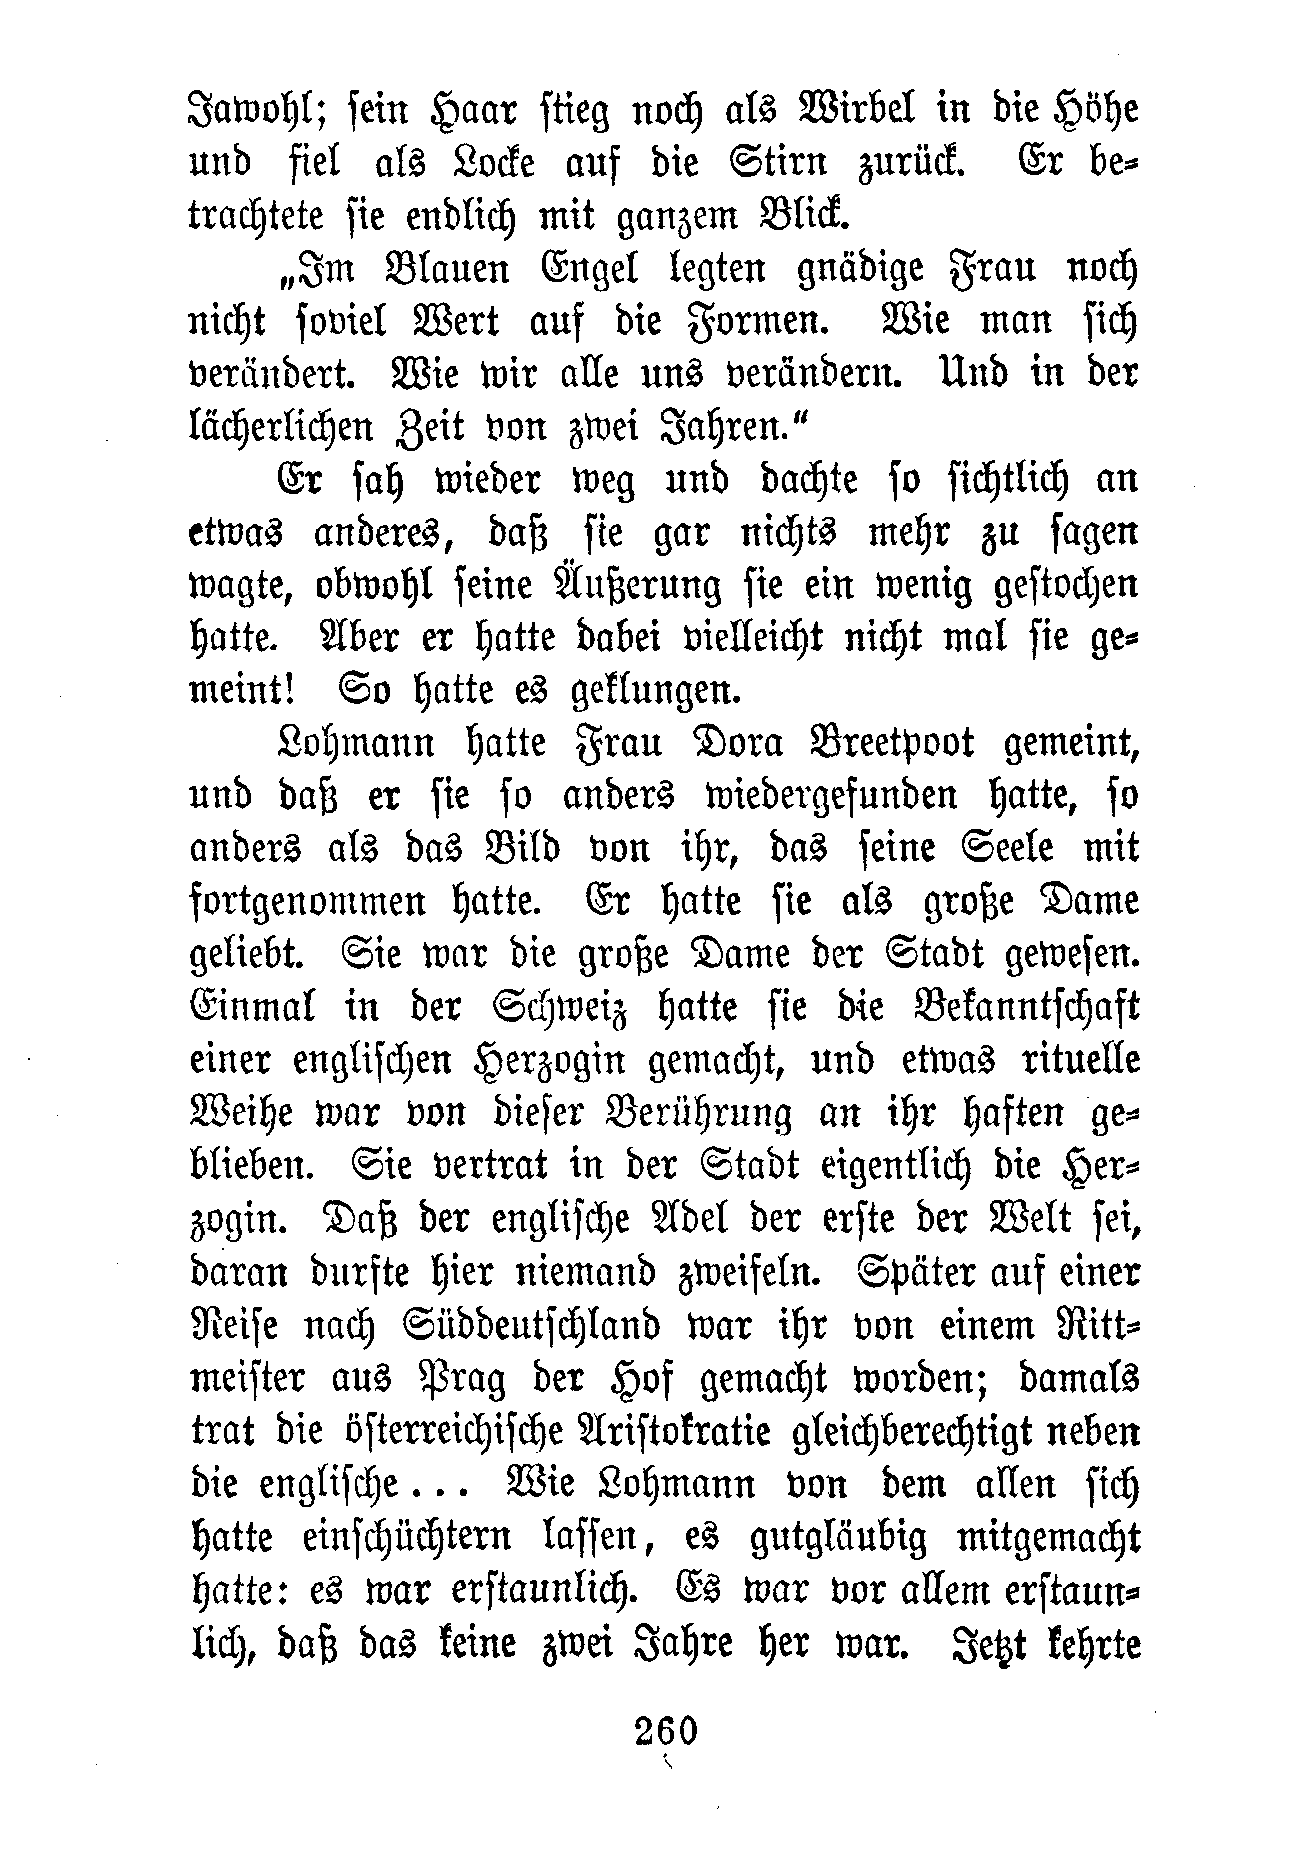 Jawohl; ſein Haar ſtieg noch als Wirbel in die Höhe
und fiel als Locke auf die Stirn zurück. Er be⸗
trachtete ſie endlich mit ganzem Blick.
„Im Blauen Engel legten gnädige Frau noch
nicht ſoviel Wert auf die Formen. Wie man ſich
verändert. Wie wir alle uns verändern. Und in der
lächerlichen Zeit von zwei Jahren.“
Er ſah wieder weg und dachte ſo ſichtlich an
etwas anderes, daß ſie gar nichts mehr zu ſagen
wagte, obwohl ſeine Äußerung ſie ein wenig geſtochen
hatte. Aber er hatte dabei vielleicht nicht mal ſie ge⸗
meint! So hatte es geklungen.
Lohmann hatte Frau Dora Breetpoot gemeint,
und daß er ſie ſo anders wiedergefunden hatte, ſo
anders als das Bild von ihr, das ſeine Seele mit
fortgenommen hatte. Er hatte ſie als große Dame
geliebt. Sie war die große Dame der Stadt geweſen.
Einmal in der Schweiz hatte ſie die Bekanntſchaft
einer engliſchen Herzogin gemacht, und etwas rituelle
Weihe war von dieſer Berührung an ihr haften ge⸗
blieben. Sie vertrat in der Stadt eigentlich die Her⸗
zogin. Daß der engliſche Adel der erſte der Welt ſei,
daran durfte hier niemand zweifeln. Später auf einer
Reiſe nach Süddeutſchland war ihr von einem Ritt⸗
meiſter aus Prag der Hof gemacht worden; damals
trat die öſterreichiſche Ariſtokratie gleichberechtigt neben
die engliſche . . . Wie Lohmann von dem allen ſich
hatte einſchüchtern laſſen, es gutgläubig mitgemacht
hatte: es war erſtaunlich. Es war vor allem erſtaun⸗
lich, daß das keine zwei Jahre her war. Jetzt kehrte
260